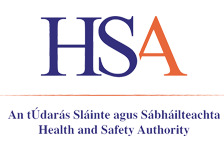 HSA
An tÚdarás Sláinte agus Sábháilteachta
Health and Safety Authority